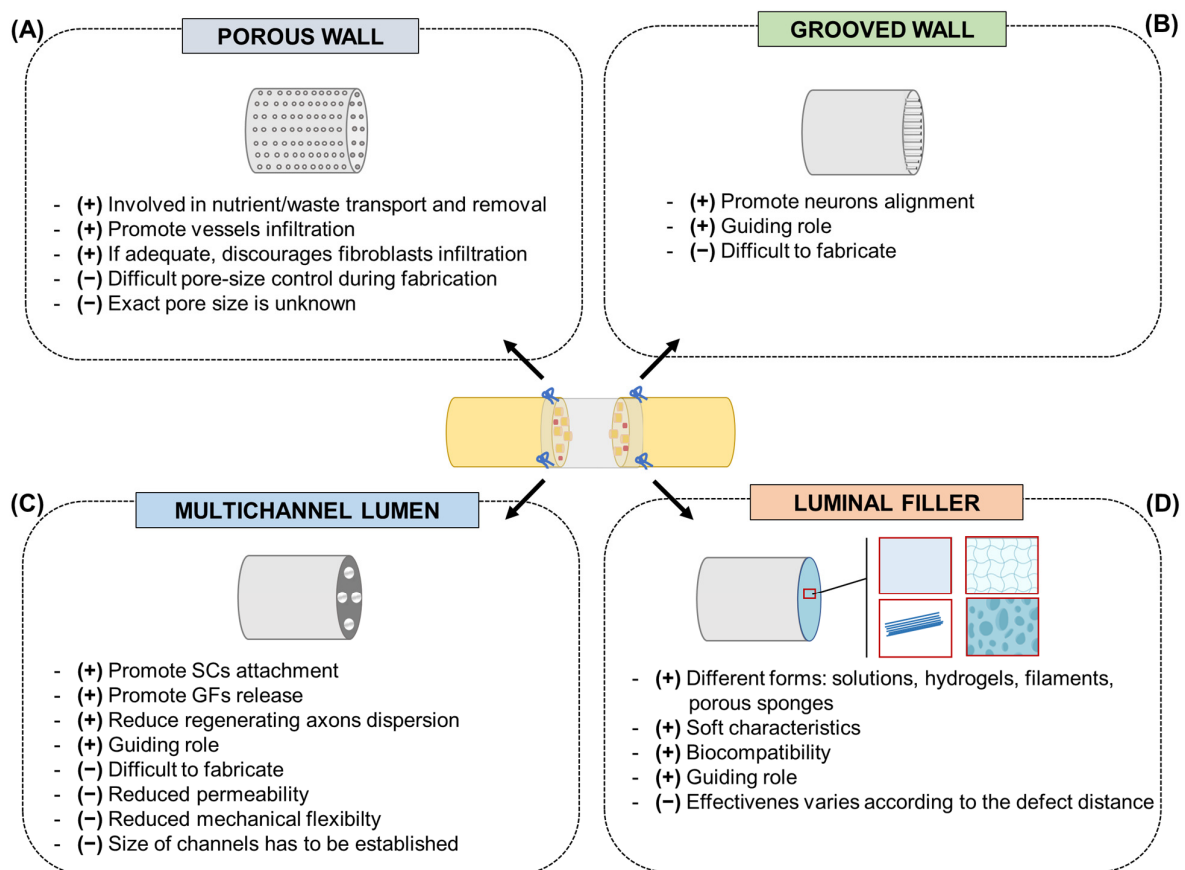 (A)
POROUS WALL
- (+) Involved in nutrient/waste transport and removal
- (+) Promote vessels infiltration
- (+) If adequate, discourages fibroblasts infiltration
- (−) Difficult pore-size control during fabrication
- (−) Exact pore size is unknown
(B)
GROOVED WALL
- (+) Promote neurons alignment
- (+) Guiding role
- (−) Difficult to fabricate
(C)
MULTICHANNEL LUMEN
- (+) Promote SCs attachment
- (+) Promote GFs release
- (+) Reduce regenerating axons dispersion
- (+) Guiding role
- (−) Difficult to fabricate
- (−) Reduced permeability
- (−) Reduced mechanical flexibilty
- (−) Size of channels has to be established
(D)
LUMINAL FILLER
- (+) Different forms: solutions, hydrogels, filaments,
porous sponges
- (+) Soft characteristics
- (+) Biocompatibility
- (+) Guiding role
- (−) Effectivenes varies according to the defect distance